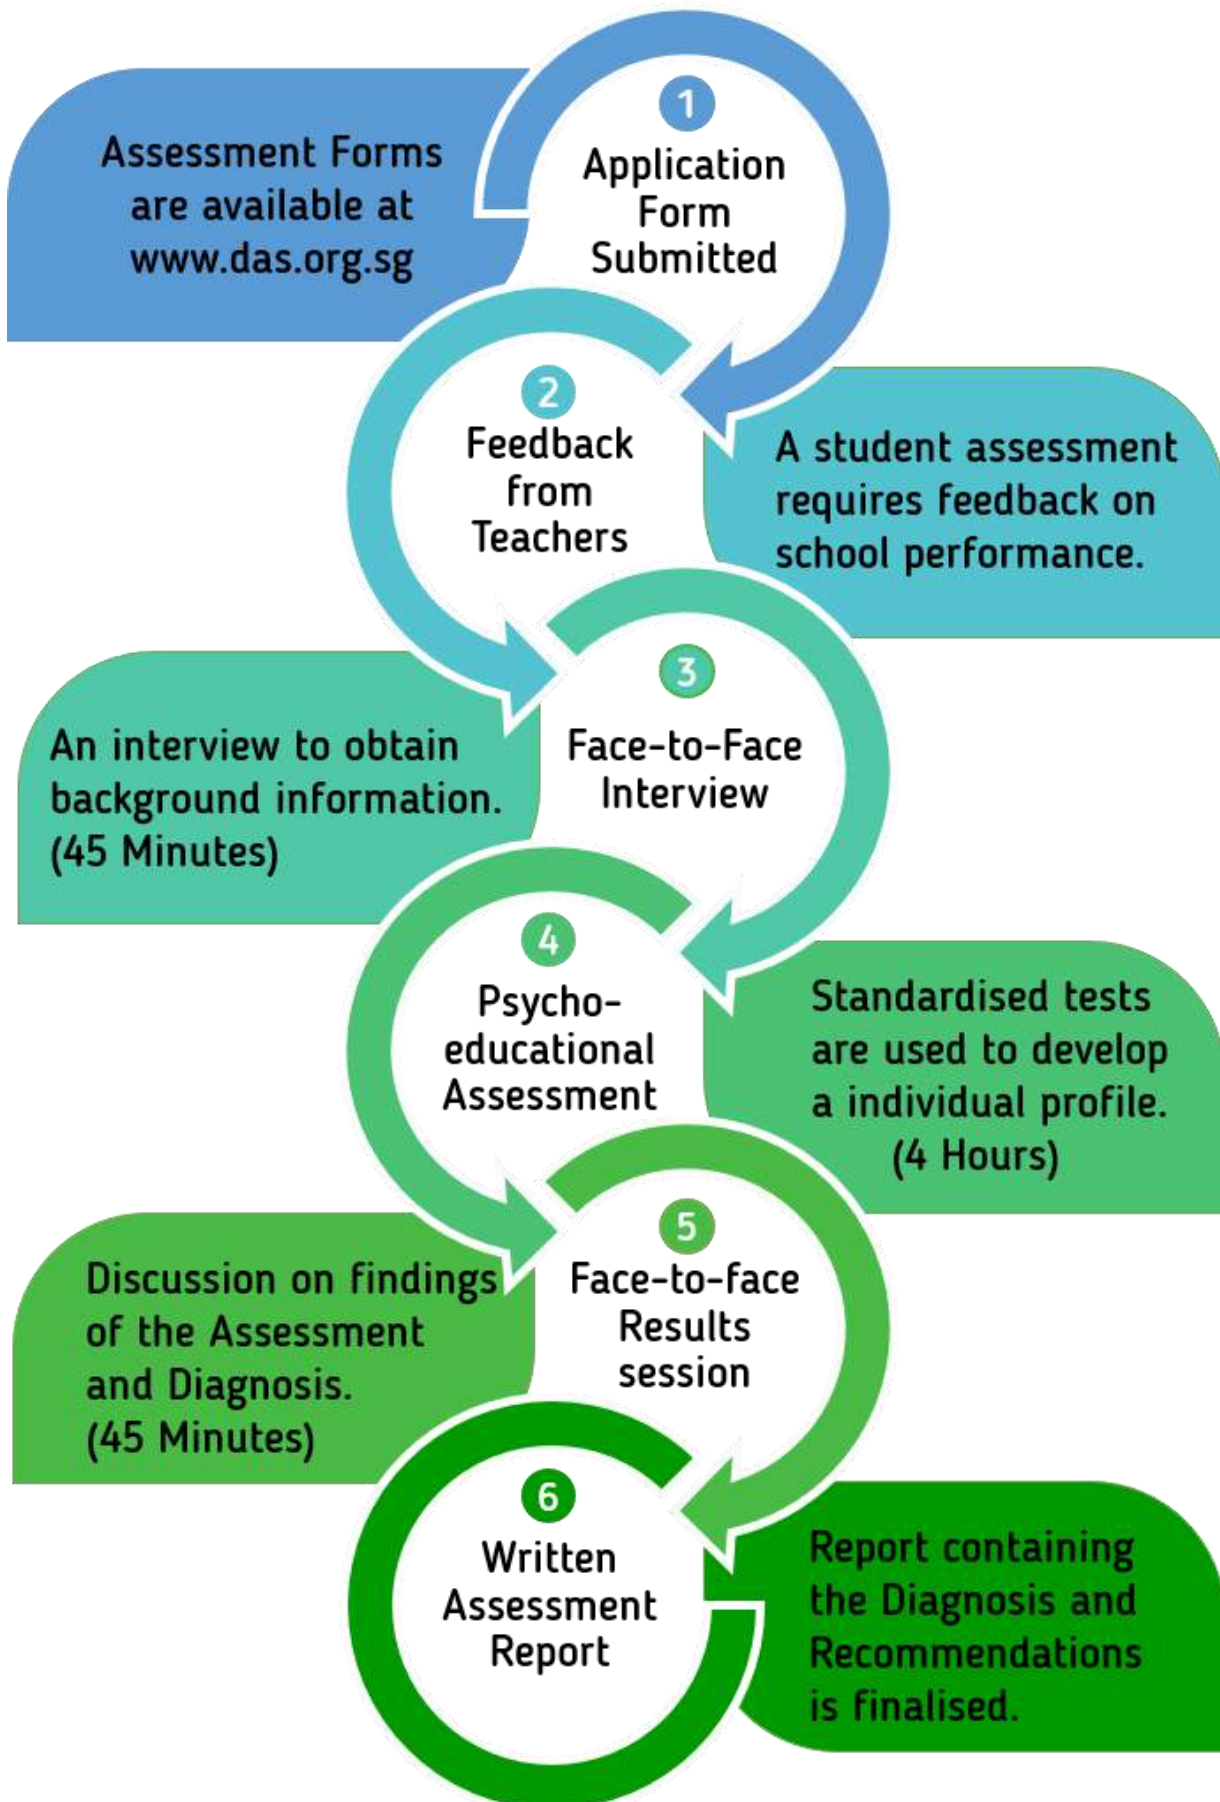 Assessment Forms
are available at
www.das.org.sg
1
Application
Form
Submitted
2
Feedback
from
Teachers
A student assessment
requires feedback on
school performance.
An interview to obtain
background information.
(45 Minutes)
3
Face-to-Face
Interview
4
Psycho-
educational
Assessment
Standardised tests
are used to develop
a individual profile.
(4 Hours)
Discussion on findings
of the Assessment
and Diagnosis.
(45 Minutes)
5
Face-to-face
Results
session
6
Written
Assessment
Report
Report containing
the Diagnosis and
Recommendations
is finalised.